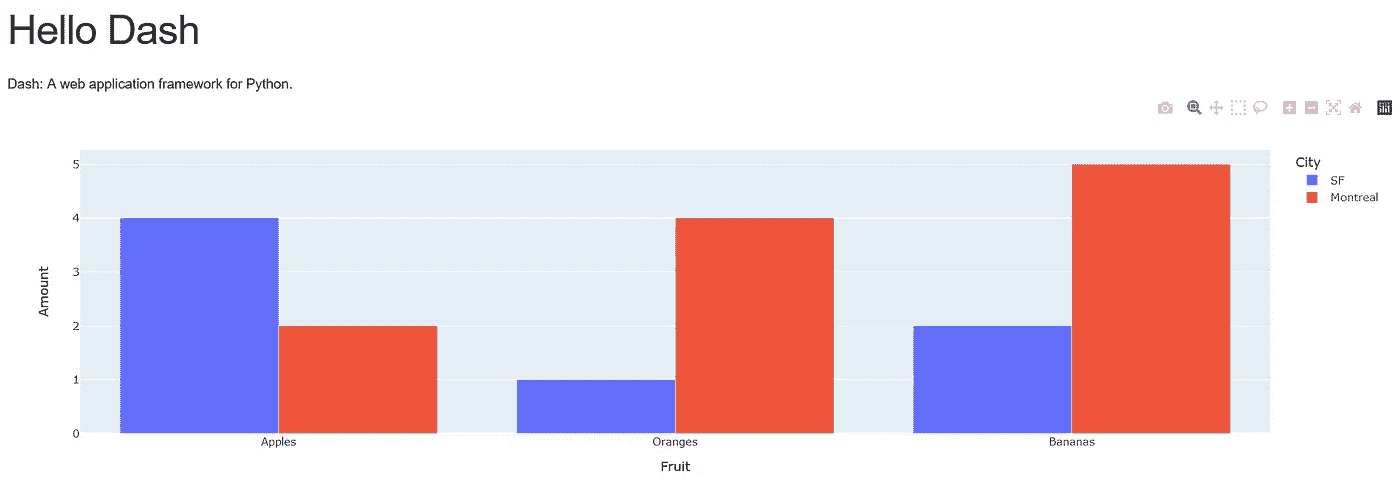 Hello Dash
Dash: A web application framework for Python.
City
SF
Montreal
5
4
3
2
1
0
Amount
Apples
Oranges
Bananas
Fruit